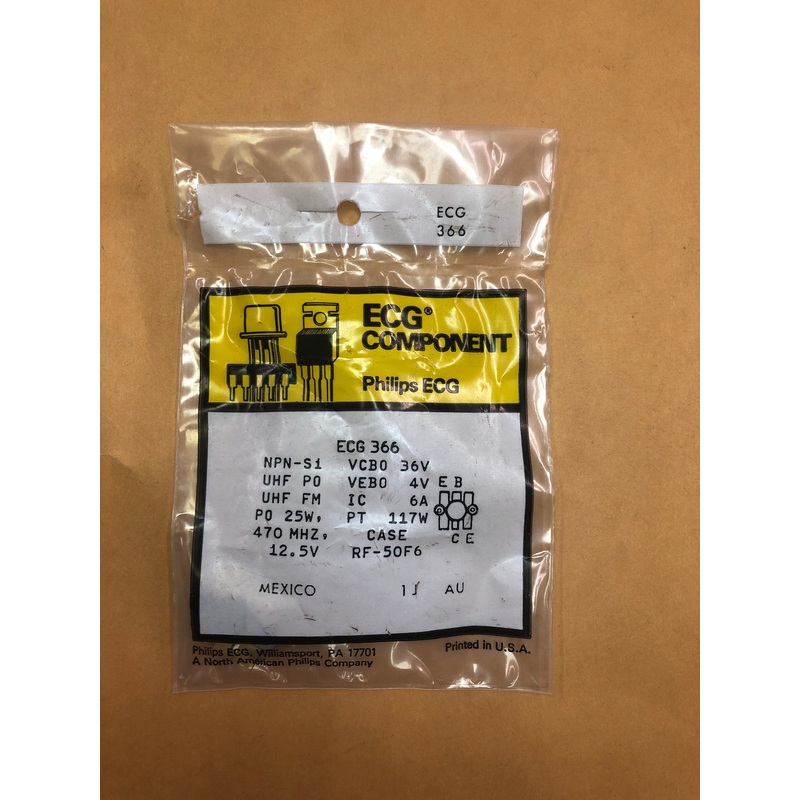 ECG
366
ECG®
COMPONENT
Philips ECG
ECG 366
NPN-Si VCBO 36V
UHF PO VEBO 4V E B
UHF FM IC 6A
PO 25W, PT 117W
470 MHZ, CASE C E
12.5V RF-50F6
MEXICO 1J AU
Philips ECG, Williamsport, PA 17701 Printed in U.S.A.
A North American Philips Company